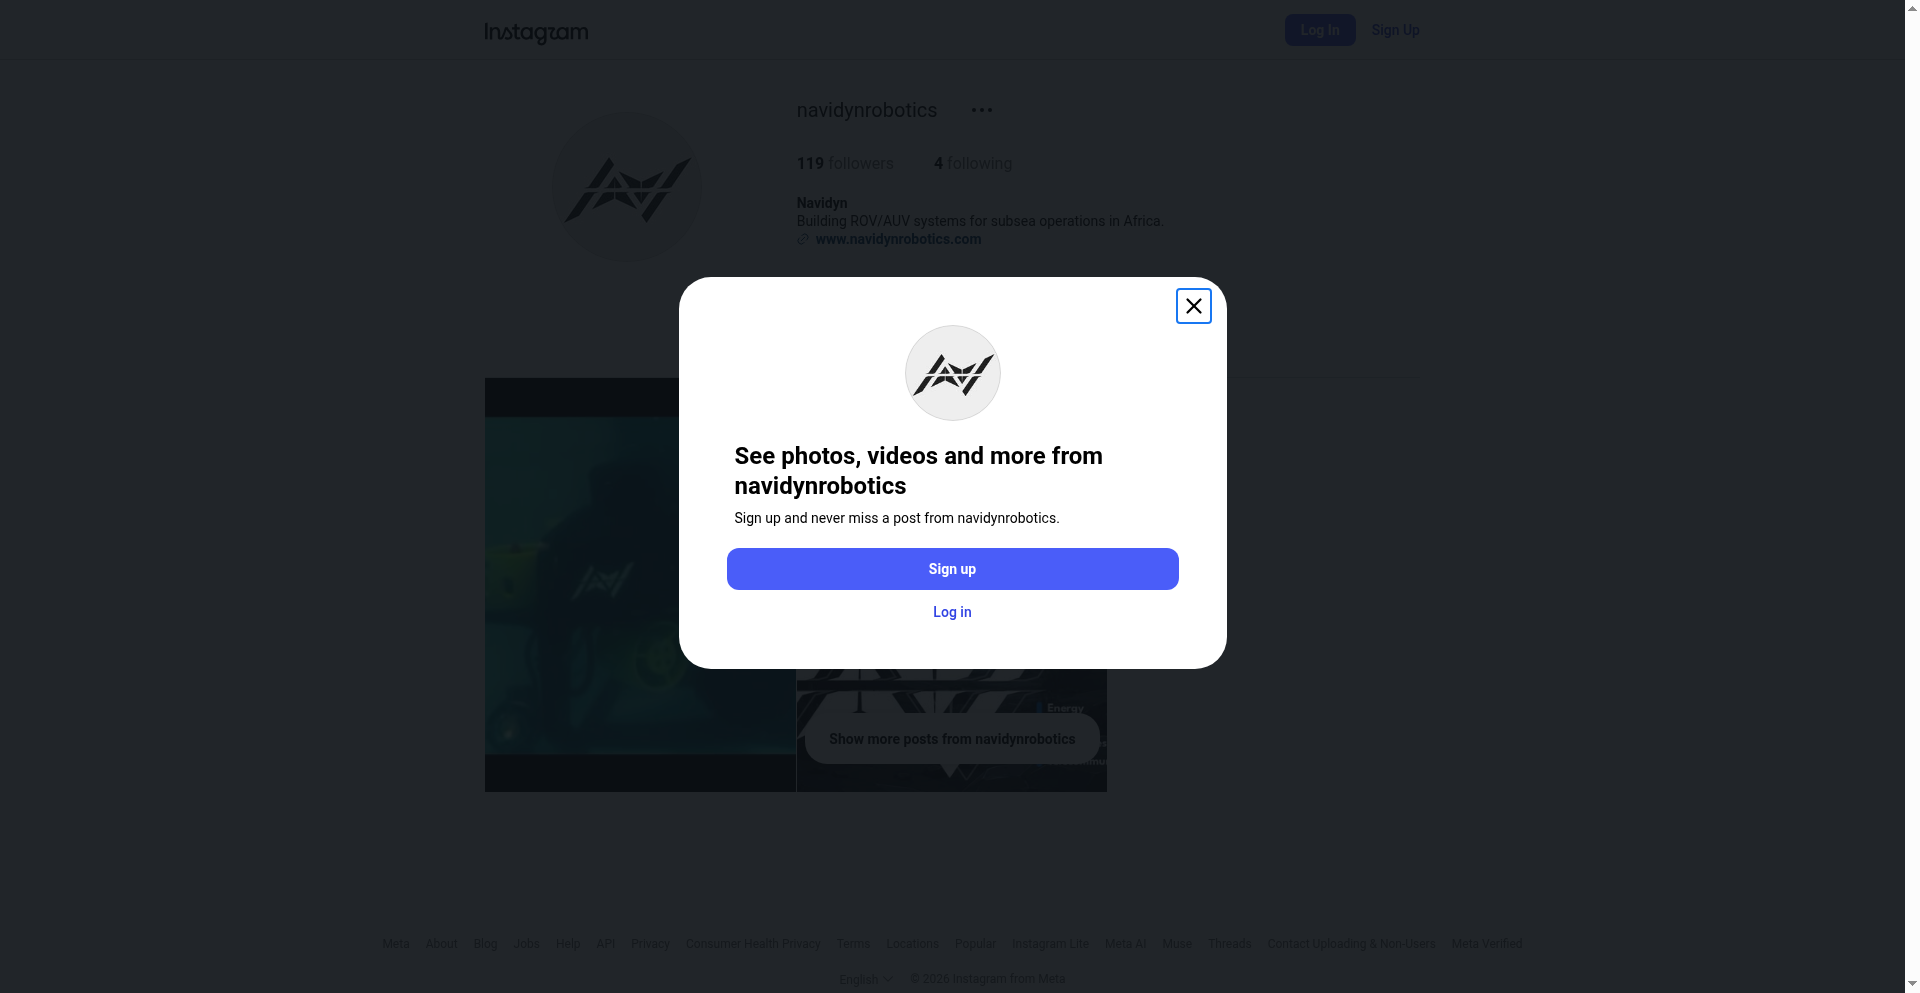 Instagram
Log In
Sign Up
navidynrobotics
119 followers
4 following
Navidyn
Building ROV/AUV systems for subsea operations in Africa.
www.navidynrobotics.com
See photos, videos and more from
navidynrobotics
Sign up and never miss a post from navidynrobotics.
Sign up
Log in
Energy
Show more posts from navidynrobotics
Meta About Blog Jobs Help API Privacy Consumer Health Privacy Terms Locations Popular Instagram Lite Meta AI Muse Threads Contact Uploading & Non-Users Meta Verified
English © 2026 Instagram from Meta